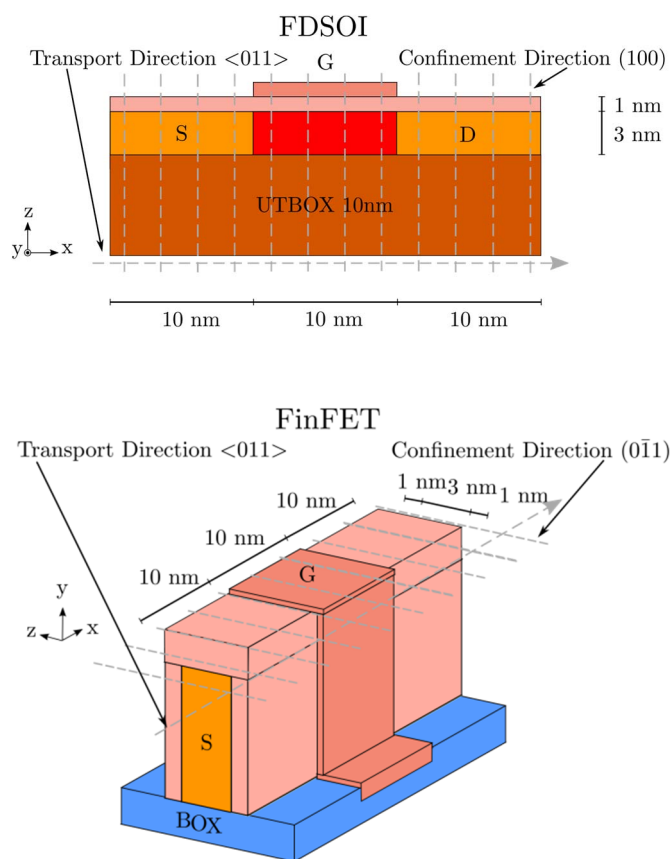 FDSOI
Transport Direction <011>
G
Confinement Direction (100)
1 nm
S
D
3 nm
UTBOX 10nm
z
y
x
10 nm
10 nm
10 nm
FinFET
Transport Direction <011>
Confinement Direction (01̄1)
1 nm
3 nm
1 nm
10 nm
10 nm
10 nm
G
y
z
x
S
BOX